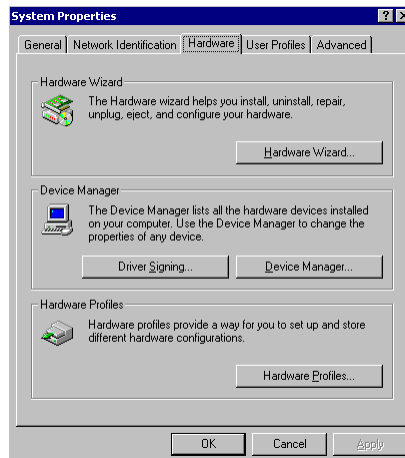 System Properties
General Network Identification Hardware User Profiles Advanced
Hardware Wizard
The Hardware wizard helps you install, uninstall, repair,
unplug, eject, and configure your hardware.
Hardware Wizard...
Device Manager
The Device Manager lists all the hardware devices installed
on your computer. Use the Device Manager to change the
properties of any device.
Driver Signing... Device Manager...
Hardware Profiles
Hardware profiles provide a way for you to set up and store
different hardware configurations.
Hardware Profiles...
OK Cancel Apply